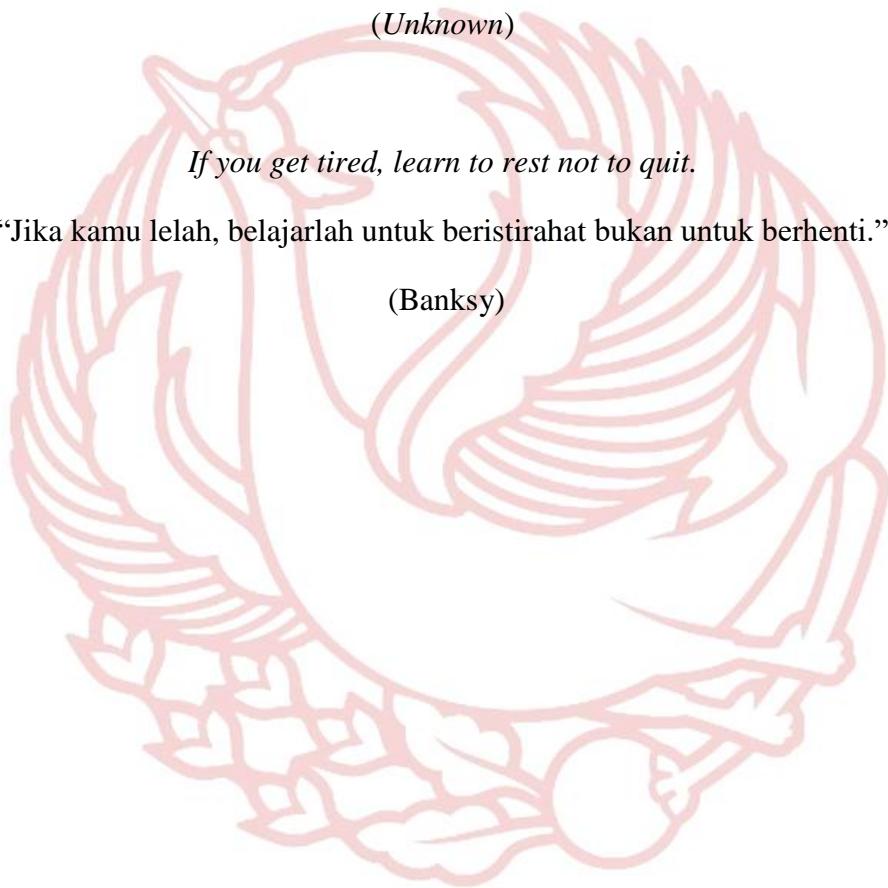 (Unknown)
If you get tired, learn to rest not to quit.
“Jika kamu lelah, belajarlah untuk beristirahat bukan untuk berhenti.”
(Banksy)